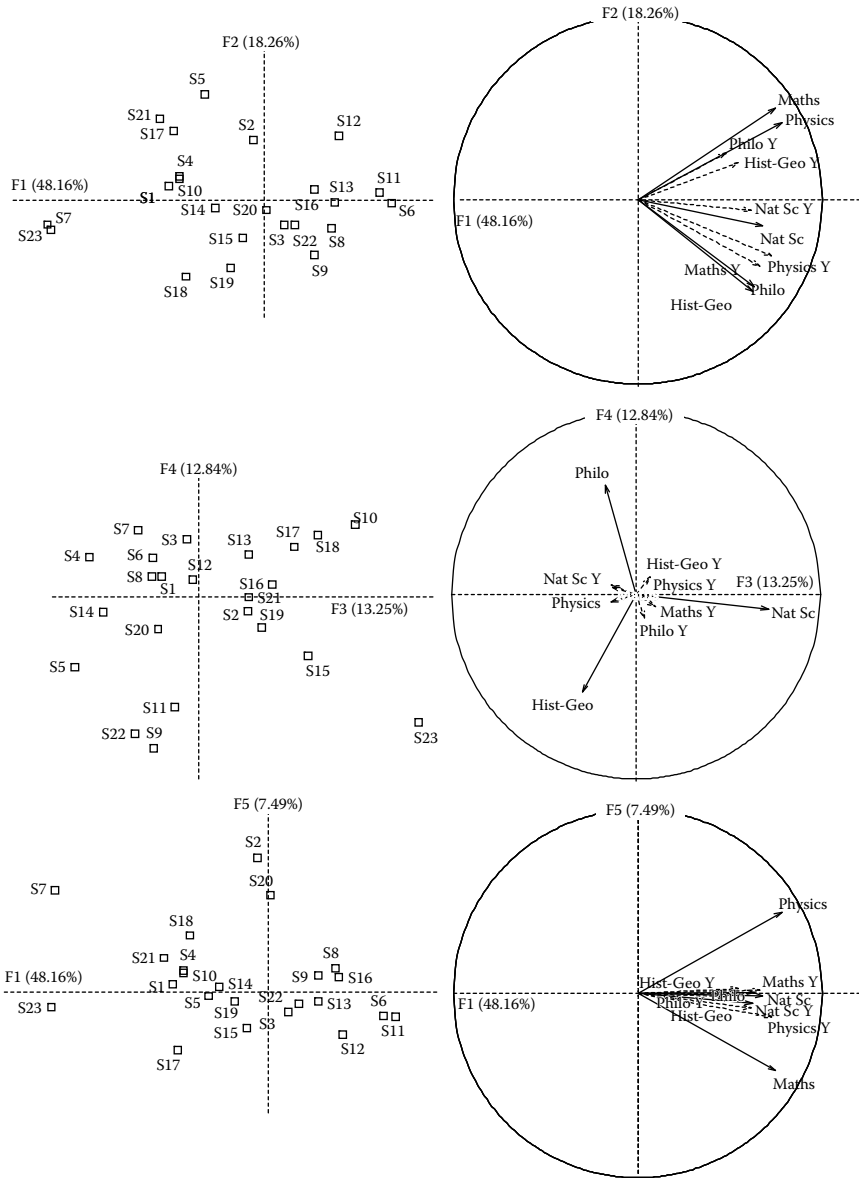 F2 (18.26%)
S5
S21
S17
S2
S12
S4
S10
F1 (48.16%)
S1
S14
S20
S16
S13
S11
S6
S7
S23
S15
S3
S22
S8
S19
S9
S18
F2 (18.26%)
Maths
Physics
Philo Y
Hist-Geo Y
Nat Sc Y
F1 (48.16%)
Nat Sc
Maths Y
Physics Y
Philo
Hist-Geo
F4 (12.84%)
S10
S7
S3
S13
S17
S18
S4
S6
S12
S8
S1
S16
S21
F3 (13.25%)
S14
S2
S19
S20
S5
S15
S11
S22
S9
S23
F4 (12.84%)
Philo
Hist-Geo Y
Nat Sc Y
Physics Y
F3 (13.25%)
Physics
Maths Y
Nat Sc
Philo Y
Hist-Geo
F5 (7.49%)
S2
S20
S7
S18
S21
S4
S8
F1 (48.16%)
S10
S9
S16
S1
S14
S5
S22
S13
S6
S23
S19
S3
S11
S15
S12
S17
F5 (7.49%)
Physics
Hist-Geo Y
Maths Y
F1 (48.16%)
Philo Y
Philo
Nat Sc
Hist-Geo
Nat Sc Y
Physics Y
Maths